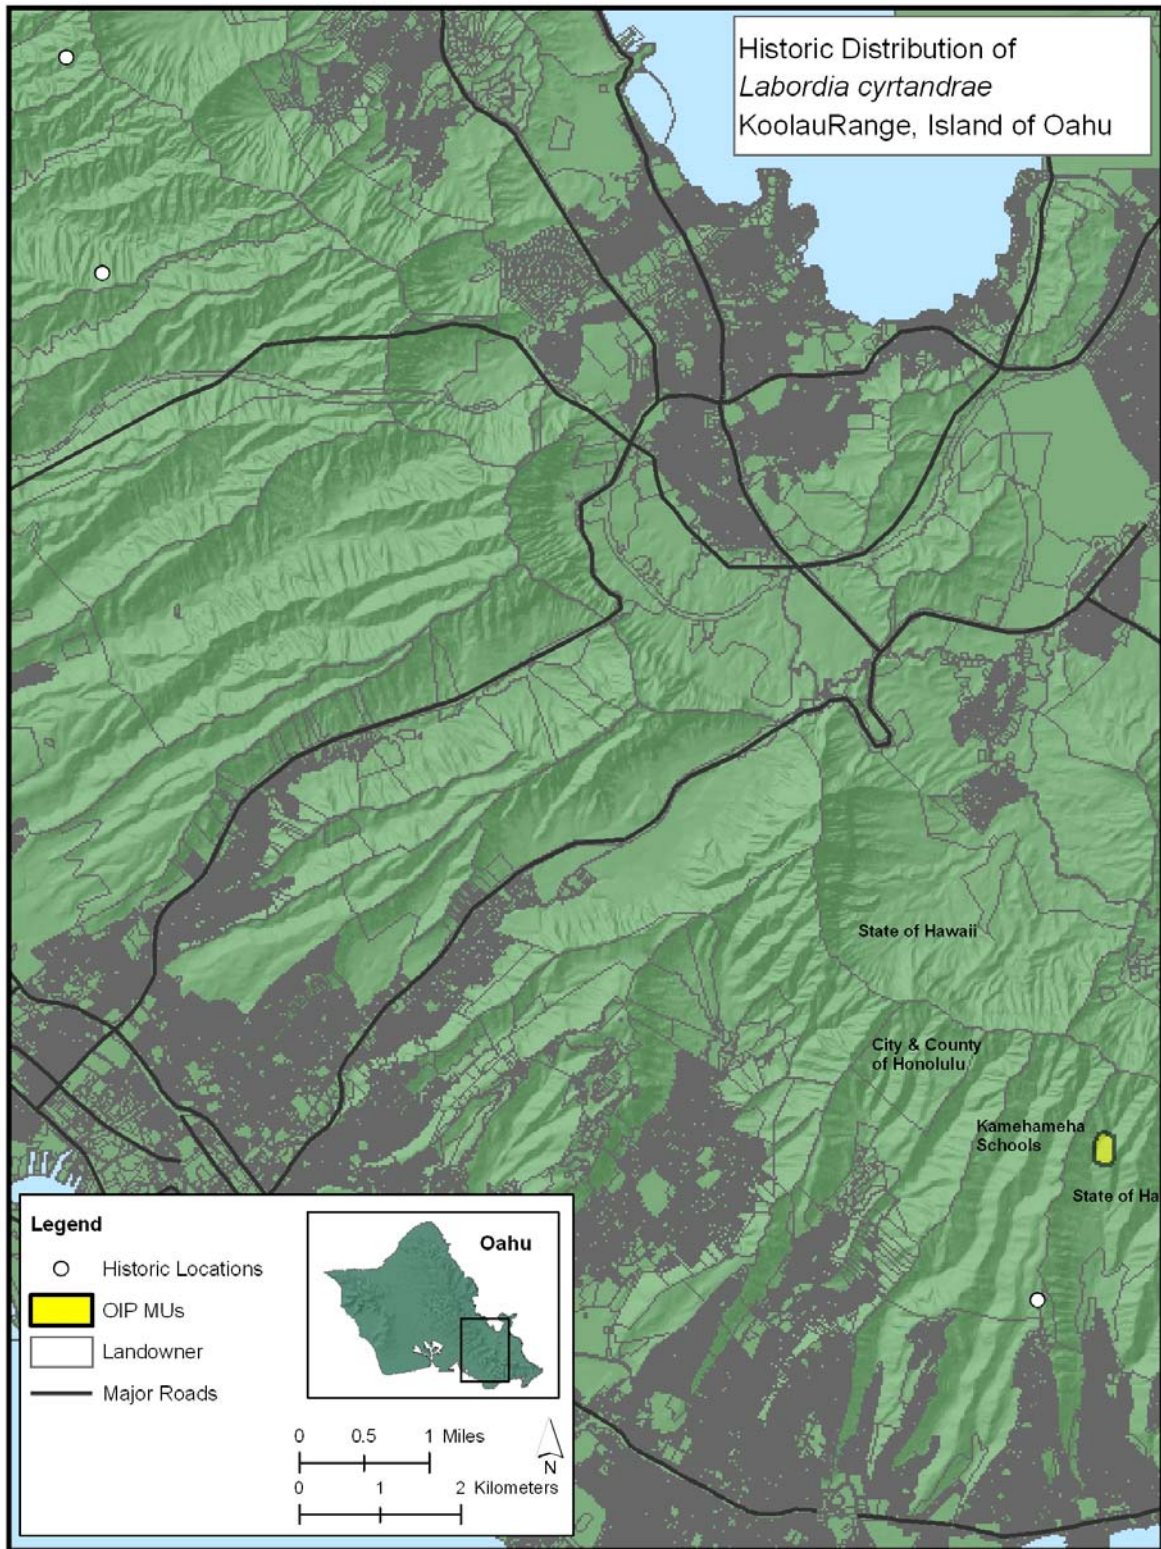 Historic Distribution of
Labordia cyrtandrae
KoolauRange, Island of Oahu
State of Hawaii
City & County
of Honolulu
Kamehameha
Schools
State of Ha
Legend
Historic Locations
OIP MUs
Landowner
Major Roads
Oahu
0 0.5 1 Miles
0 1 2 Kilometers
N